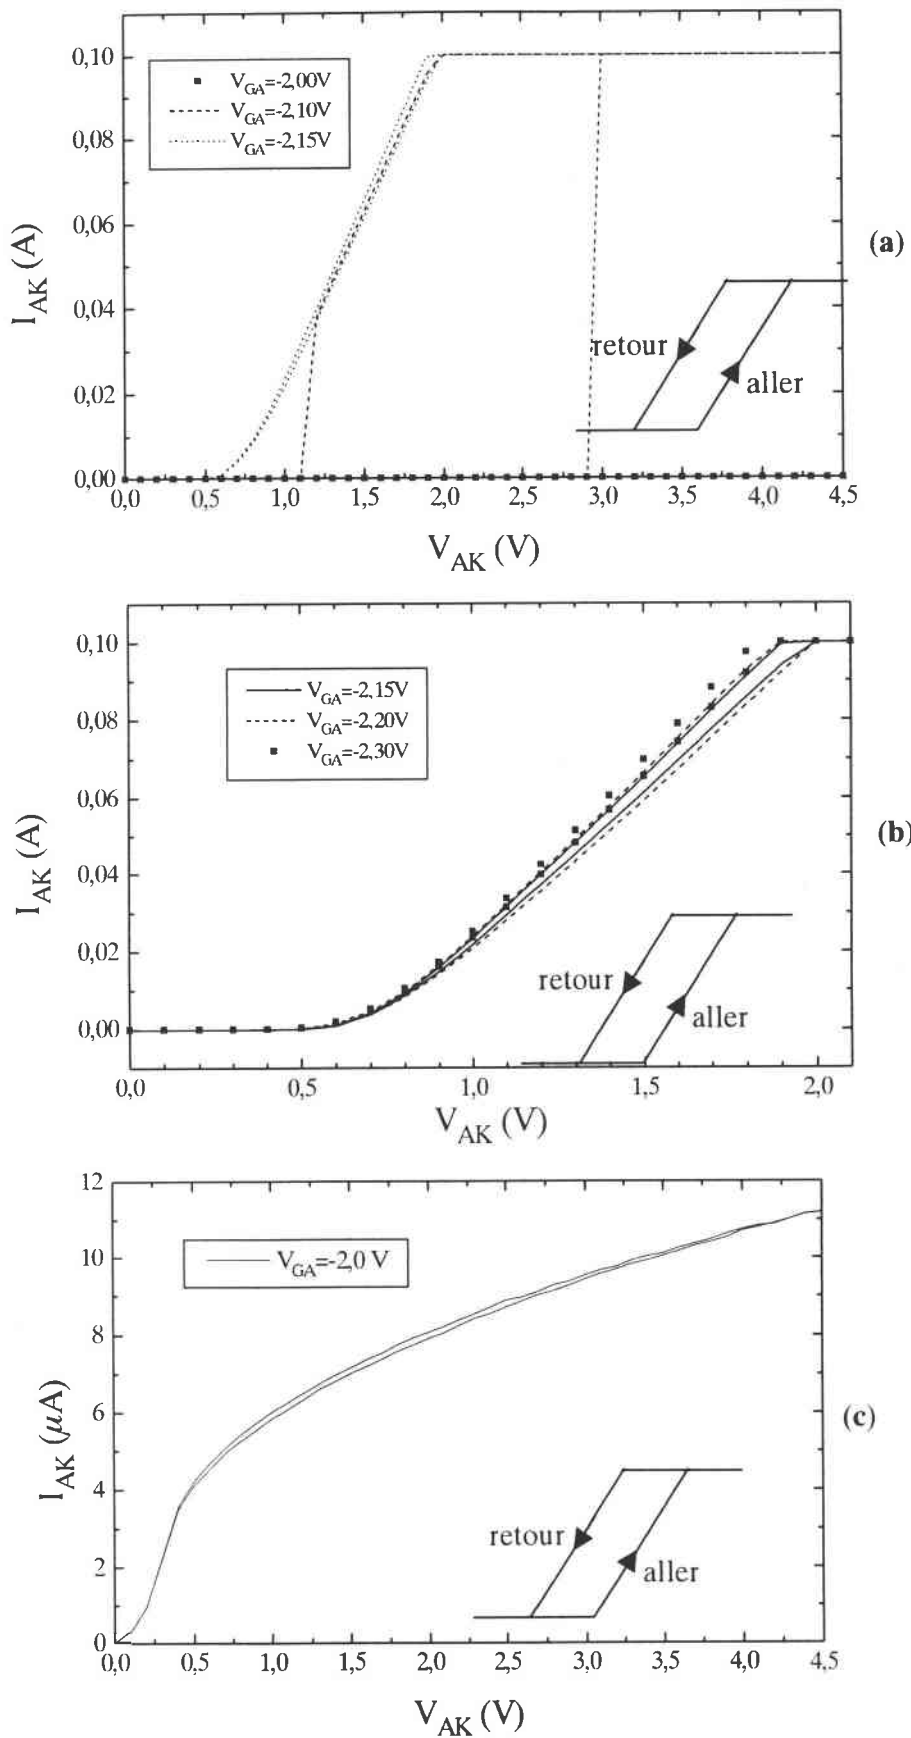 0,10
0,08
0,06
0,04
0,02
0,00
I_AK (A)
V_GA=-2,00V
V_GA=-2,10V
V_GA=-2,15V
retour
aller
(a)
0,0 0,5 1,0 1,5 2,0 2,5 3,0 3,5 4,0 4,5
V_AK (V)
0,10
0,08
0,06
0,04
0,02
0,00
I_AK (A)
V_GA=-2,15V
V_GA=-2,20V
V_GA=-2,30V
retour
aller
(b)
0,0 0,5 1,0 1,5 2,0
V_AK (V)
12
10
8
6
4
2
0
I_AK (µA)
V_GA=-2,0 V
retour
aller
(c)
0,0 0,5 1,0 1,5 2,0 2,5 3,0 3,5 4,0 4,5
V_AK (V)